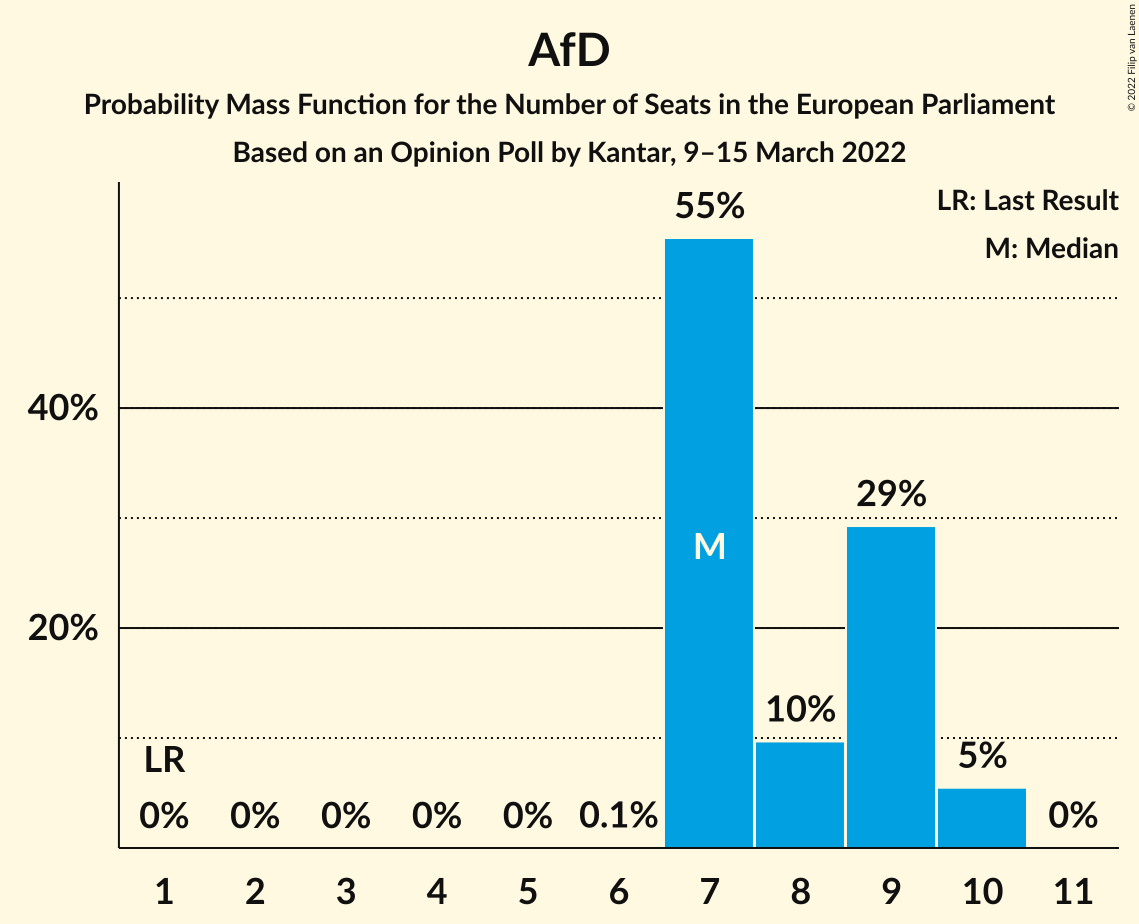 AfD
Probability Mass Function for the Number of Seats in the European Parliament
Based on an Opinion Poll by Kantar, 9–15 March 2022
© 2022 Filip van Laenen
LR: Last Result
M: Median
55%
40%
29%
M
20%
10%
5%
LR
0% 0% 0% 0% 0% 0.1% 0%
1 2 3 4 5 6 7 8 9 10 11